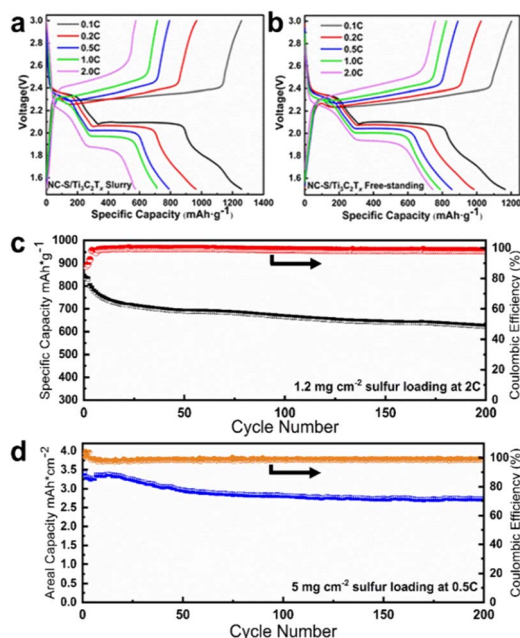 a
3.0
2.8
2.6
2.4
2.2
2.0
1.8
1.6
Voltage(V)
0.1C
0.2C
0.5C
1.0C
2.0C
NC-S/Ti₃C₂Tₓ Slurry
0 200 400 600 800 1000 1200 1400
Specific Capacity (mAh·g⁻¹)
b
3.0
2.8
2.6
2.4
2.2
2.0
1.8
1.6
Voltage(V)
0.1C
0.2C
0.5C
1.0C
2.0C
NC-S/Ti₃C₂Tₓ Free-standing
0 200 400 600 800 1000 1200
Specific Capacity (mAh·g⁻¹)
c
1000
900
800
700
600
500
400
300
Specific Capacity mAh*g⁻¹
100
80
60
40
20
0
Coulombic Efficiency (%)
1.2 mg cm⁻² sulfur loading at 2C
0 50 100 150 200
Cycle Number
d
4.0
3.5
3.0
2.5
2.0
1.5
1.0
0.5
0.0
Areal Capacity mAh*cm⁻²
100
80
60
40
20
0
Coulombic Efficiency (%)
5 mg cm⁻² sulfur loading at 0.5C
0 50 100 150 200
Cycle Number